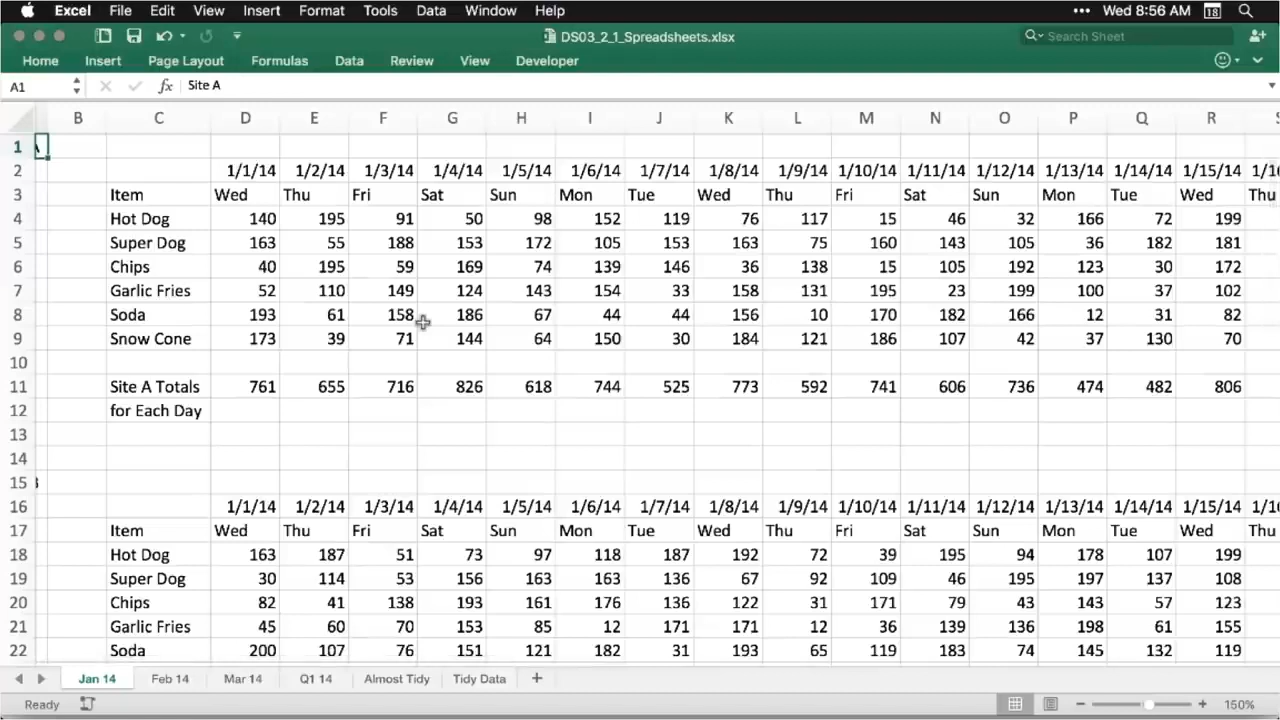 Excel File Edit View Insert Format Tools Data Window Help ••• Wed 8:56 AM 18
DS03_2_1_Spreadsheets.xlsx Search Sheet
Home Insert Page Layout Formulas Data Review View Developer
A1 fx Site A
B C D E F G H I J K L M N O P Q R
1
2 1/1/14 1/2/14 1/3/14 1/4/14 1/5/14 1/6/14 1/7/14 1/8/14 1/9/14 1/10/14 1/11/14 1/12/14 1/13/14 1/14/14 1/15/14
3 Item Wed Thu Fri Sat Sun Mon Tue Wed Thu Fri Sat Sun Mon Tue Wed Thu
4 Hot Dog 140 195 91 50 98 152 119 76 117 15 46 32 166 72 199
5 Super Dog 163 55 188 153 172 105 153 163 75 160 143 105 36 182 181
6 Chips 40 195 59 169 74 139 146 36 138 15 105 192 123 30 172
7 Garlic Fries 52 110 149 124 143 154 33 158 131 195 23 199 100 37 102
8 Soda 193 61 158 186 67 44 44 156 10 170 182 166 12 31 82
9 Snow Cone 173 39 71 144 64 150 30 184 121 186 107 42 37 130 70
10
11 Site A Totals 761 655 716 826 618 744 525 773 592 741 606 736 474 482 806
12 for Each Day
13
14
15
16 1/1/14 1/2/14 1/3/14 1/4/14 1/5/14 1/6/14 1/7/14 1/8/14 1/9/14 1/10/14 1/11/14 1/12/14 1/13/14 1/14/14 1/15/14
17 Item Wed Thu Fri Sat Sun Mon Tue Wed Thu Fri Sat Sun Mon Tue Wed Thu
18 Hot Dog 163 187 51 73 97 118 187 192 72 39 195 94 178 107 199
19 Super Dog 30 114 53 156 163 163 136 67 92 109 46 195 197 137 108
20 Chips 82 41 138 193 161 176 136 122 31 171 79 43 143 57 123
21 Garlic Fries 45 60 70 153 85 12 171 171 12 36 139 136 198 61 155
22 Soda 200 107 76 151 121 182 31 193 65 119 183 74 145 132 119
Jan 14 Feb 14 Mar 14 Q1 14 Almost Tidy Tidy Data +
Ready 150%